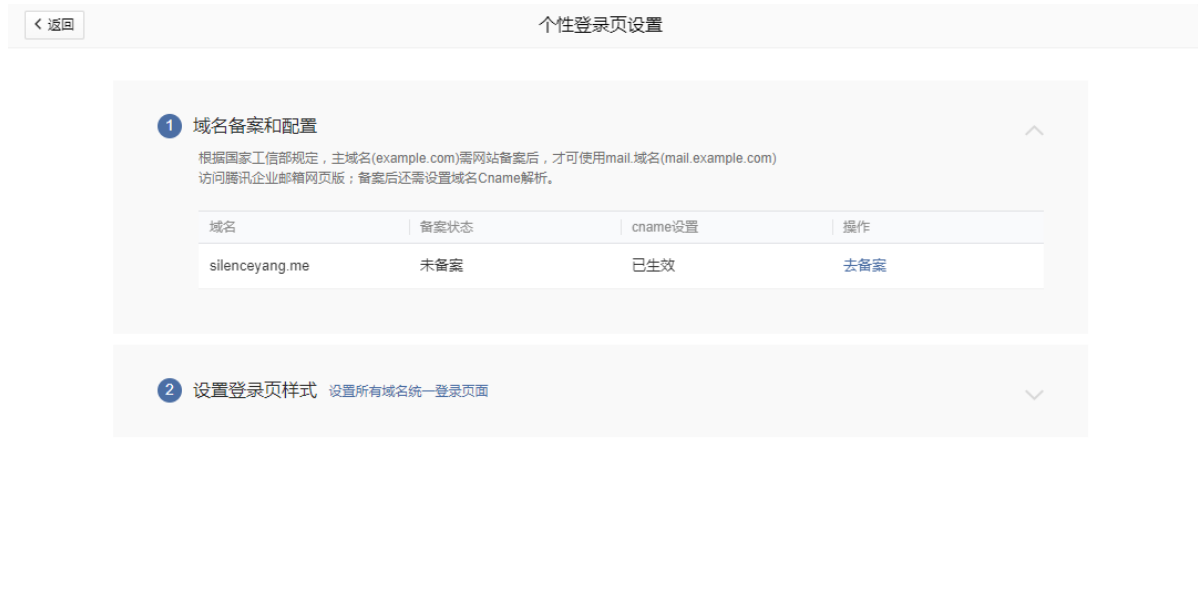 返回
个性登录页设置
1 域名备案和配置
根据国家工信部规定，主域名(example.com)需网站备案后，才可使用mail.域名(mail.example.com)
访问腾讯企业邮箱网页版；备案后还需设置域名Cname解析。
域名 备案状态 cname设置 操作
silenceyang.me 未备案 已生效 去备案
2 设置登录页样式 设置所有域名统一登录页面